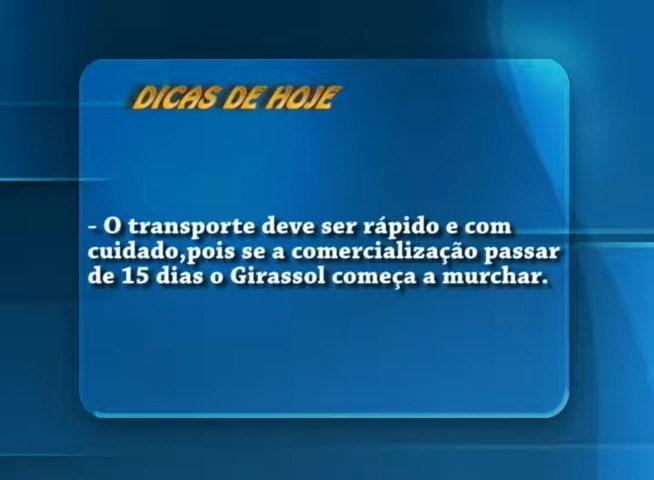 DICAS DE HOJE
- O transporte deve ser rápido e com
cuidado,pois se a comercialização passar
de 15 dias o Girassol começa a murchar.